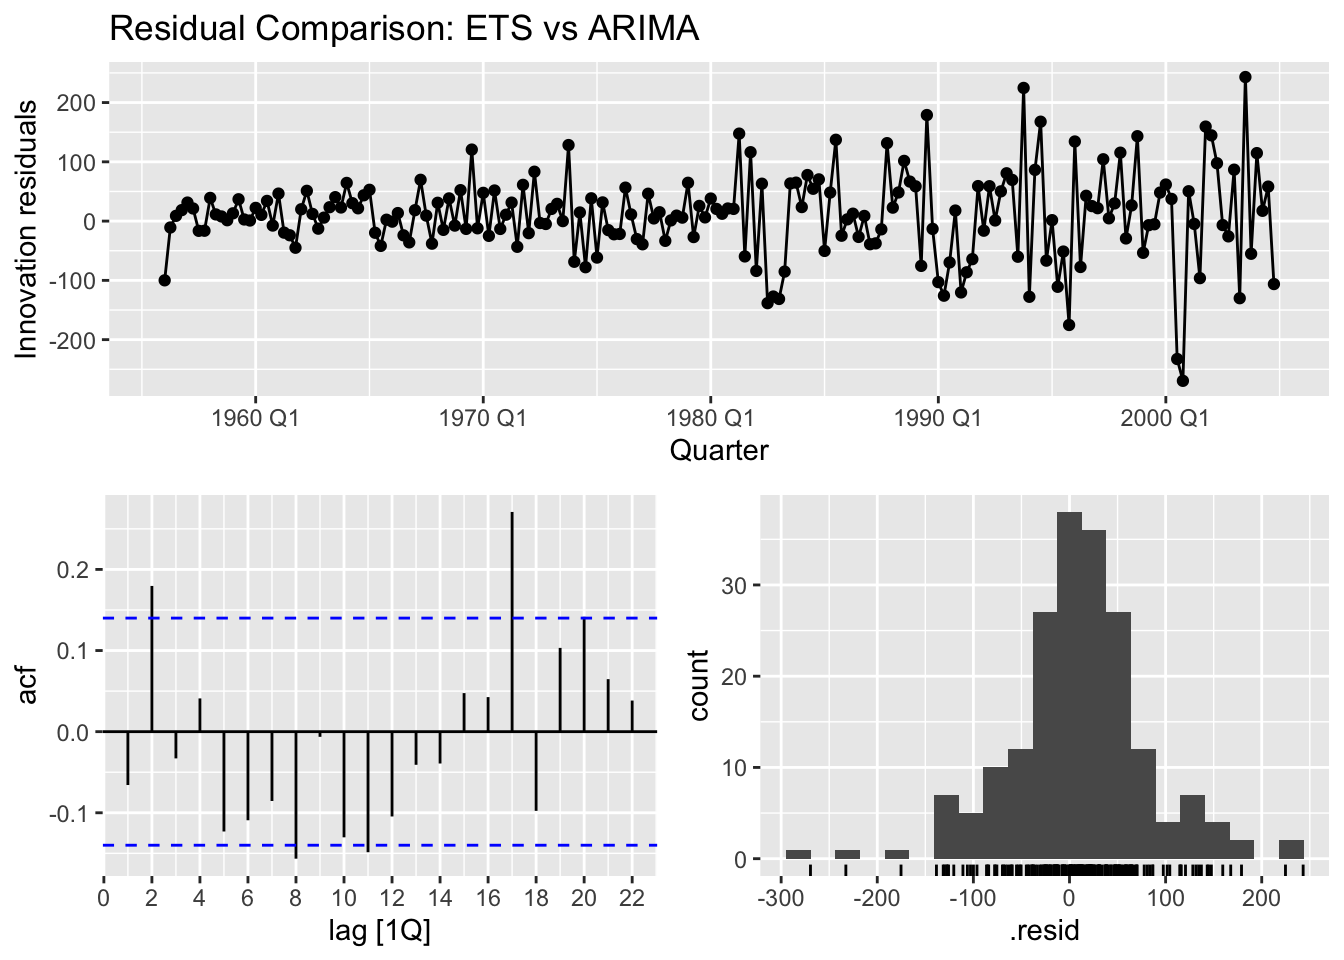 Residual Comparison: ETS vs ARIMA
Innovation residuals
200
100
0
-100
-200
1960 Q1 1970 Q1 1980 Q1 1990 Q1 2000 Q1
Quarter
acf
0.2
0.1
0.0
-0.1
0 2 4 6 8 10 12 14 16 18 20 22
lag [1Q]
count
30
20
10
0
-300 -200 -100 0 100 200
.resid